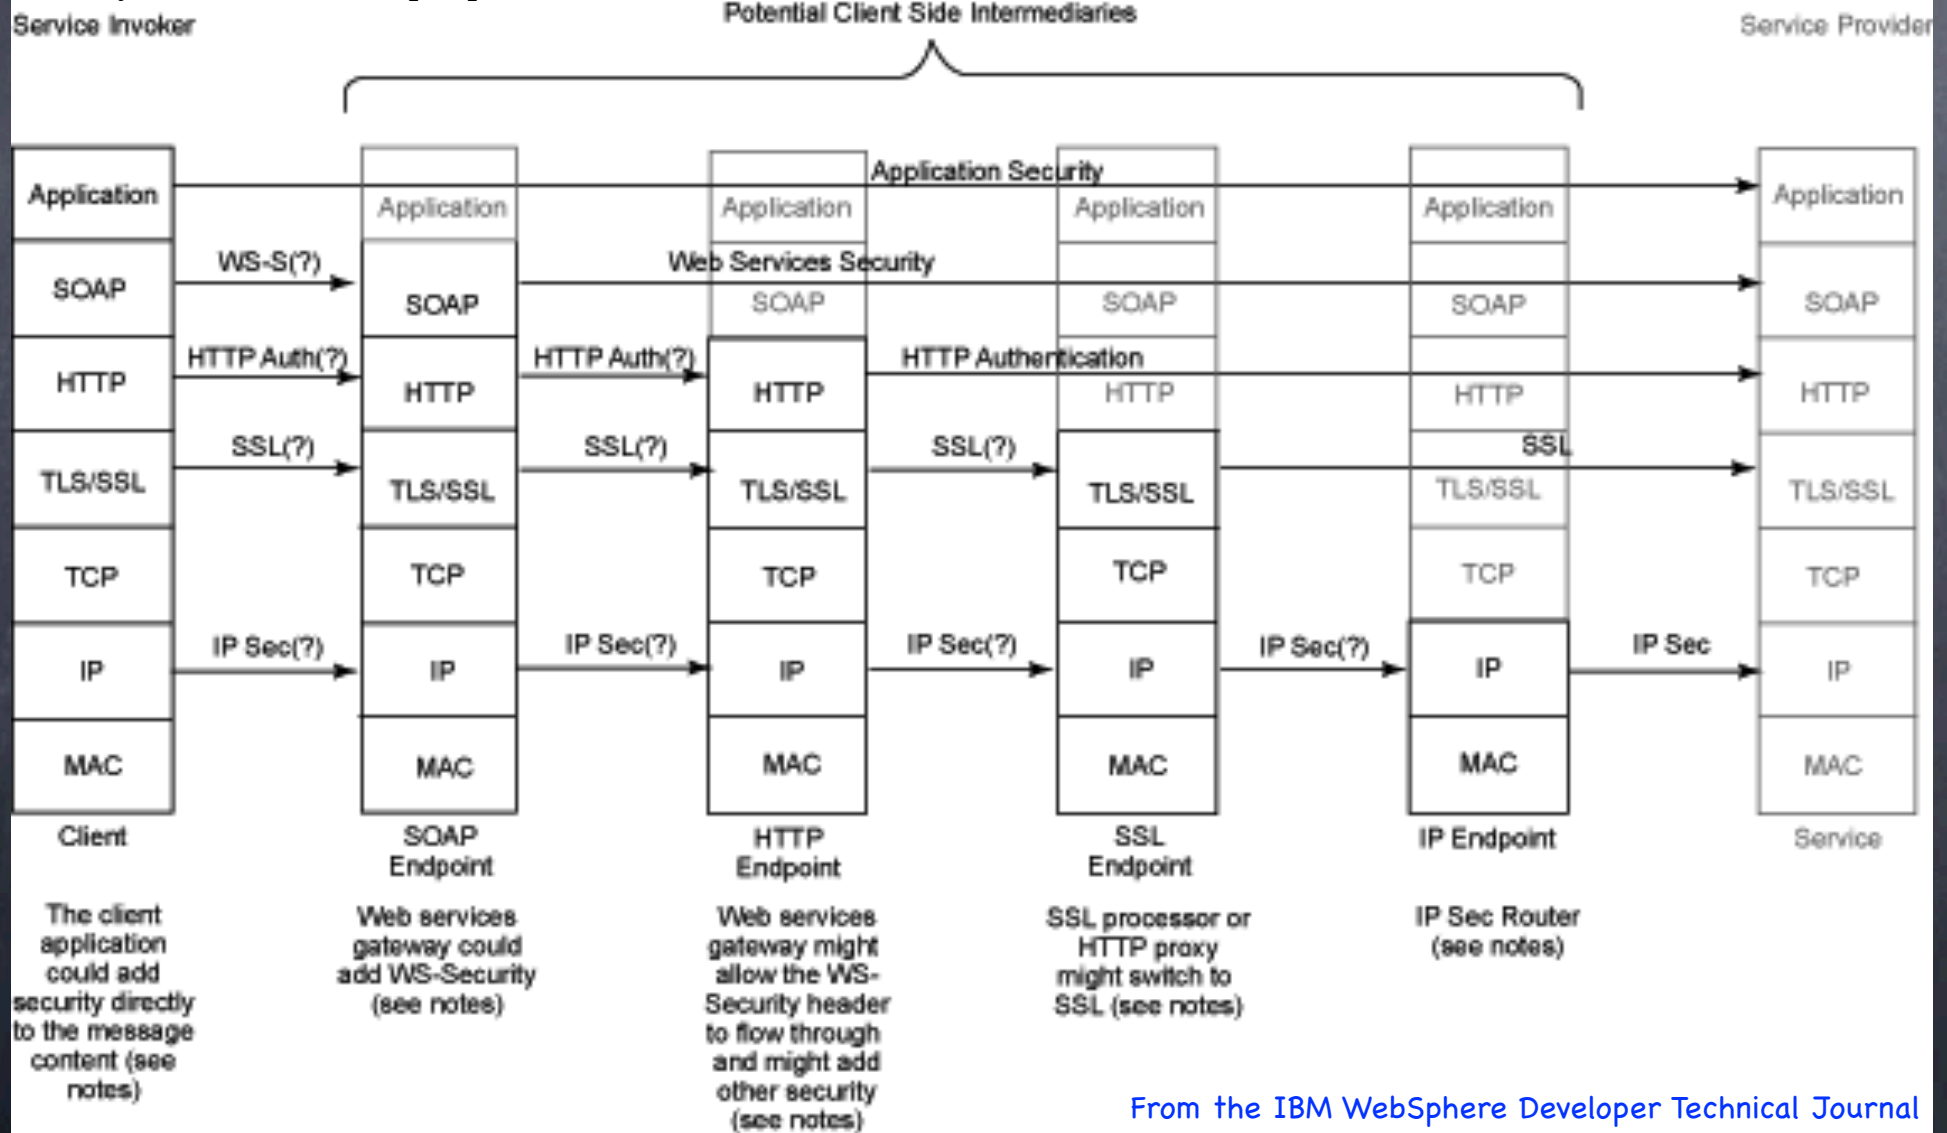 Service Invoker
Potential Client Side Intermediaries
Service Provider
Application Security
Application
Application
Application
Application
Application
Application
WS-S(?)
Web Services Security
SOAP
SOAP
SOAP
SOAP
SOAP
SOAP
HTTP Auth(?)
HTTP Auth(?)
HTTP Authentication
HTTP
HTTP
HTTP
HTTP
HTTP
HTTP
SSL(?)
SSL(?)
SSL(?)
SSL
TLS/SSL
TLS/SSL
TLS/SSL
TLS/SSL
TLS/SSL
TLS/SSL
TCP
TCP
TCP
TCP
TCP
TCP
IP Sec(?)
IP Sec(?)
IP Sec(?)
IP Sec(?)
IP Sec
IP
IP
IP
IP
IP
IP
MAC
MAC
MAC
MAC
MAC
MAC
Client
The client
application
could add
security directly
to the message
content (see
notes)
SOAP
Endpoint
Web services
gateway could
add WS-Security
(see notes)
HTTP
Endpoint
Web services
gateway might
allow the WS-
Security header
to flow through
and might add
other security
(see notes)
SSL
Endpoint
SSL processor or
HTTP proxy
might switch to
SSL (see notes)
IP Endpoint
IP Sec Router
(see notes)
Service
From the IBM WebSphere Developer Technical Journal